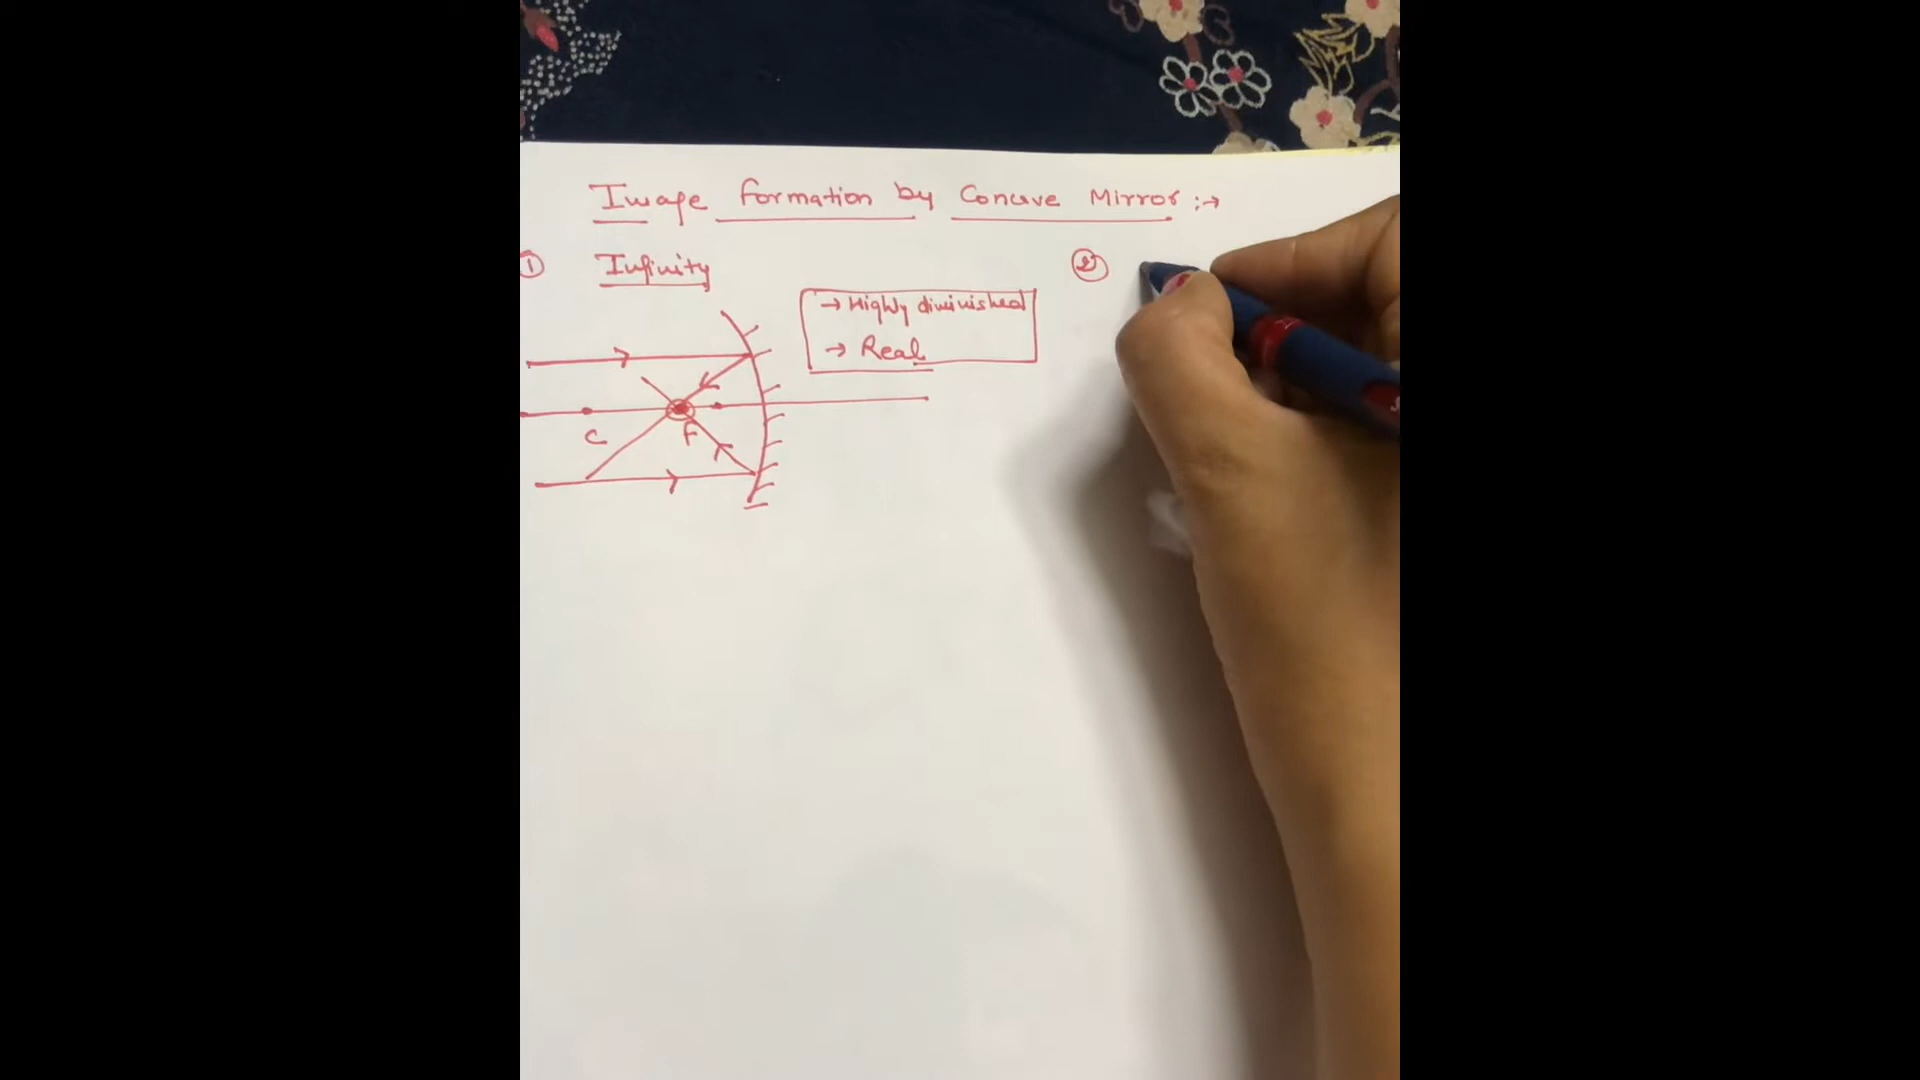 Image formation by Concave Mirror :→
① Infinity
→ Highly diminished
→ Real
C
F
②